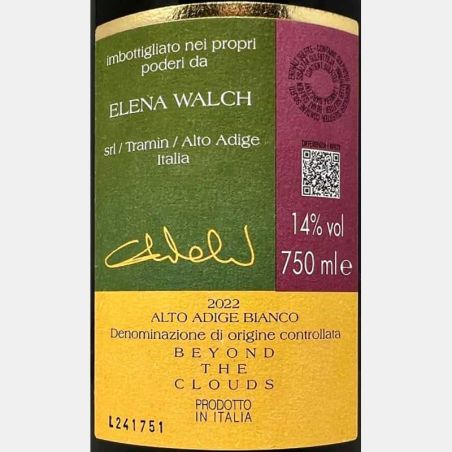 imbottigliato nei propri
poderi da
ELENA WALCH
srl / Tramin / Alto Adige
Italia
14% vol
750 ml e
2022
ALTO ADIGE BIANCO
Denominazione di origine controllata
BEYOND
THE
CLOUDS
PRODOTTO
IN ITALIA
L241751